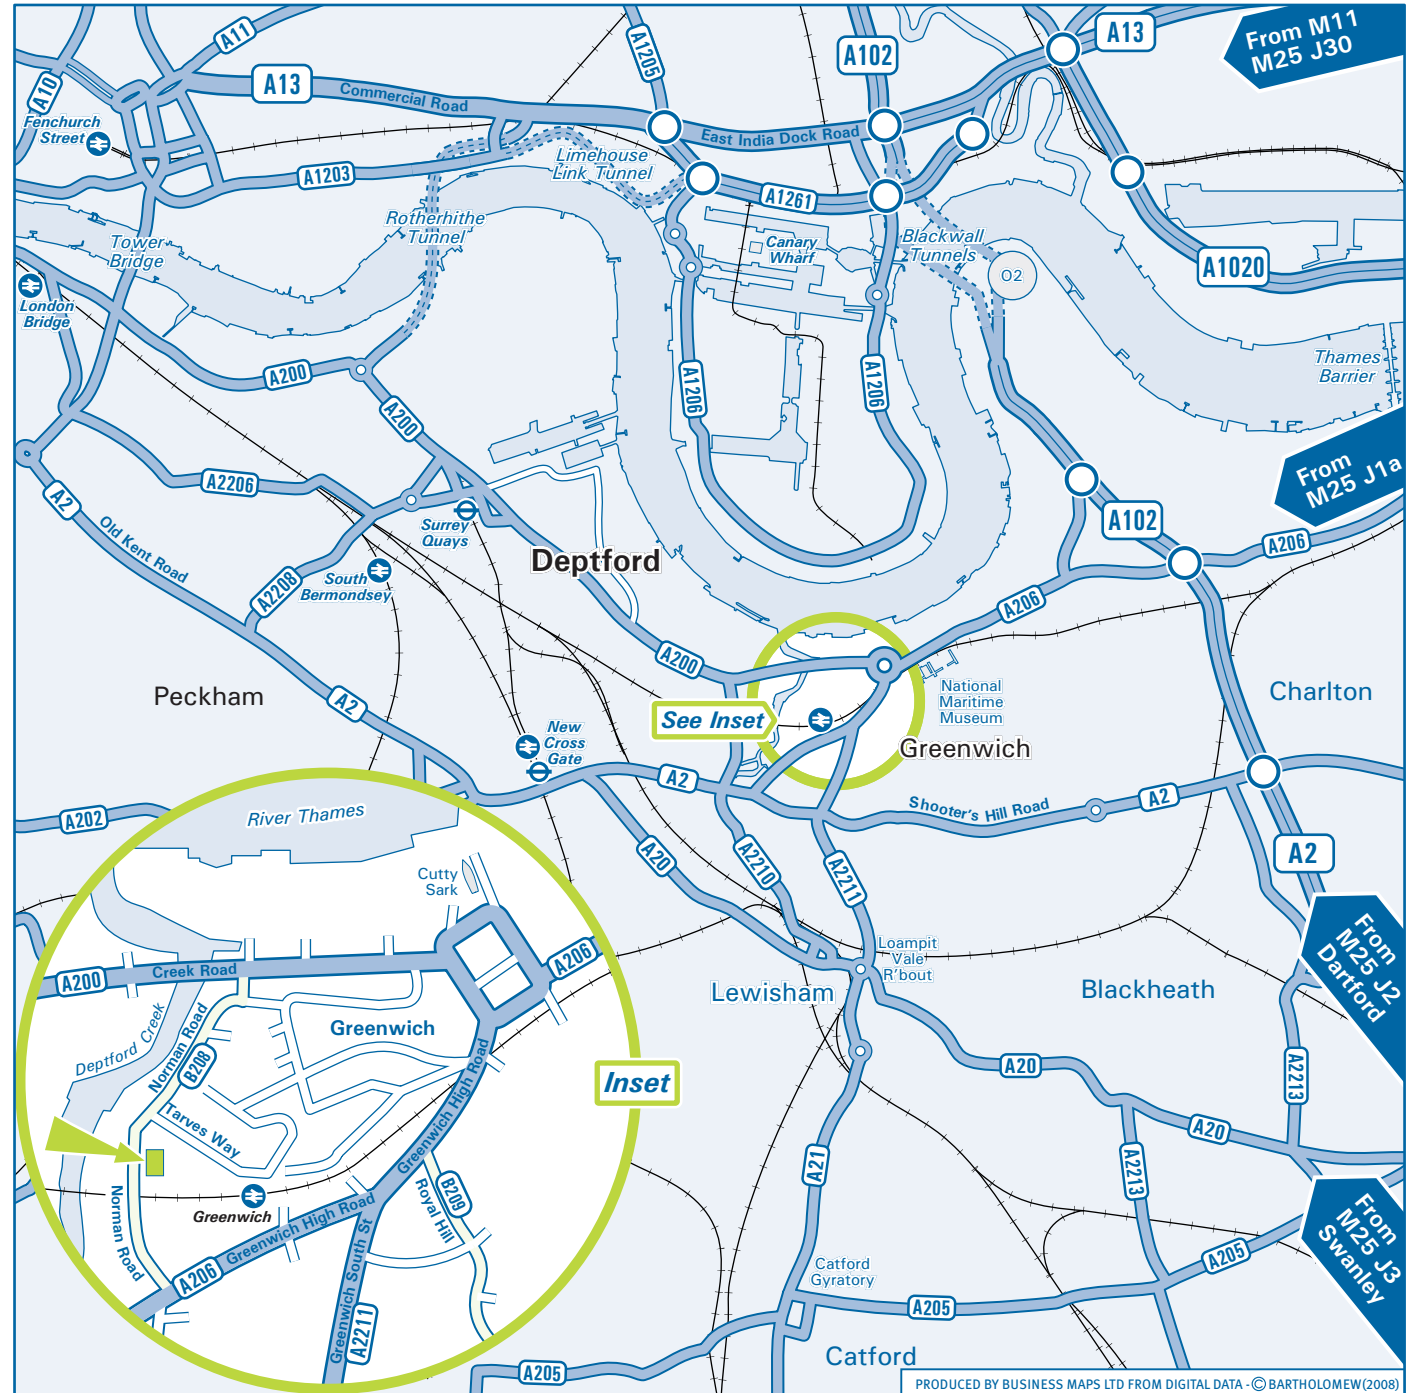 A11
A1205
A102
A13
From M11
M25 J30
A10
A13
Commercial Road
East India Dock Road
Fenchurch
Street
Limehouse
Link Tunnel
A1203
A1261
Rotherhithe
Tunnel
Tower
Bridge
Canary
Wharf
Blackwall
Tunnels
O2
A1020
London
Bridge
Thames
Barrier
A200
A1206
A1206
A200
From
M25 J1a
A2206
A2
Old Kent Road
Surrey
Quays
A102
A206
Deptford
South
Bermondsey
A2208
A206
A200
National
Maritime
Museum
Charlton
Peckham
A2
See Inset
New
Cross
Gate
Greenwich
A2
A2
Shooter's Hill Road
A202
River Thames
A20
A2210
A2211
A2
Cutty
Sark
From
M25 J2
Dartford
Loampit
Vale
R'bout
A206
A200
Creek Road
Lewisham
Blackheath
Deptford Creek
Norman Road
B208
Greenwich
Greenwich High Road
Inset
A20
A2213
Tarves Way
A20
A21
A2213
Norman Road
Greenwich
B209
Royal Hill
From
M25 J3
Swanley
Greenwich High Road
A206
Greenwich South St
A2211
Catford
Gyratory
A205
A205
A205
Catford
PRODUCED BY BUSINESS MAPS LTD FROM DIGITAL DATA - © BARTHOLOMEW(2008)